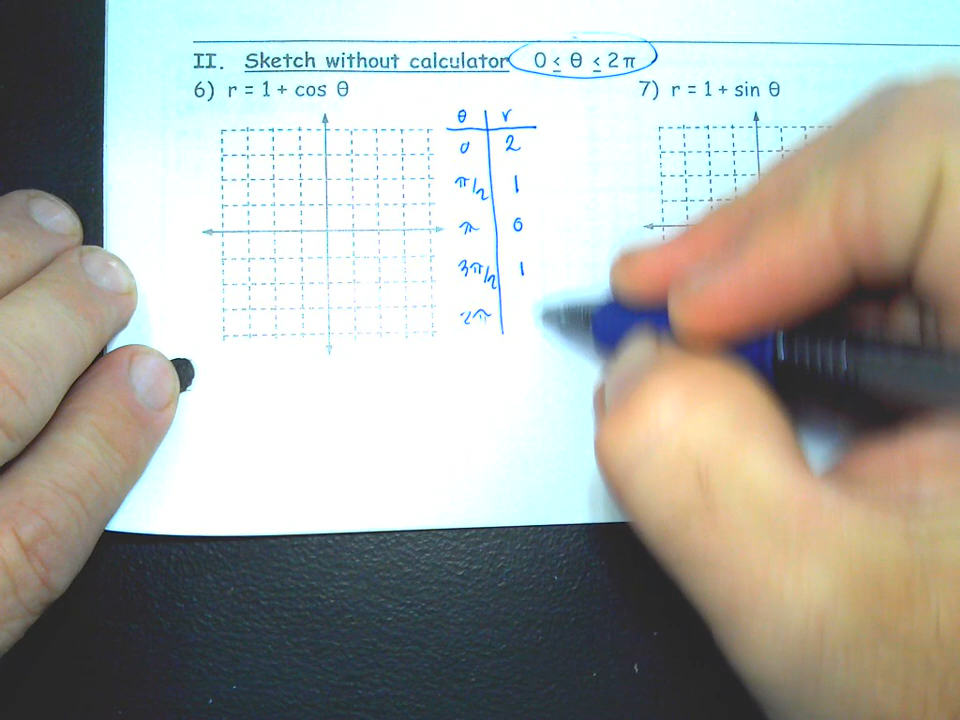 II. Sketch without calculator 0 ≤ θ ≤ 2π
6) r = 1 + cos θ
7) r = 1 + sin θ
θ r
0 2
π/2 1
π 0
3π/2 1
2π